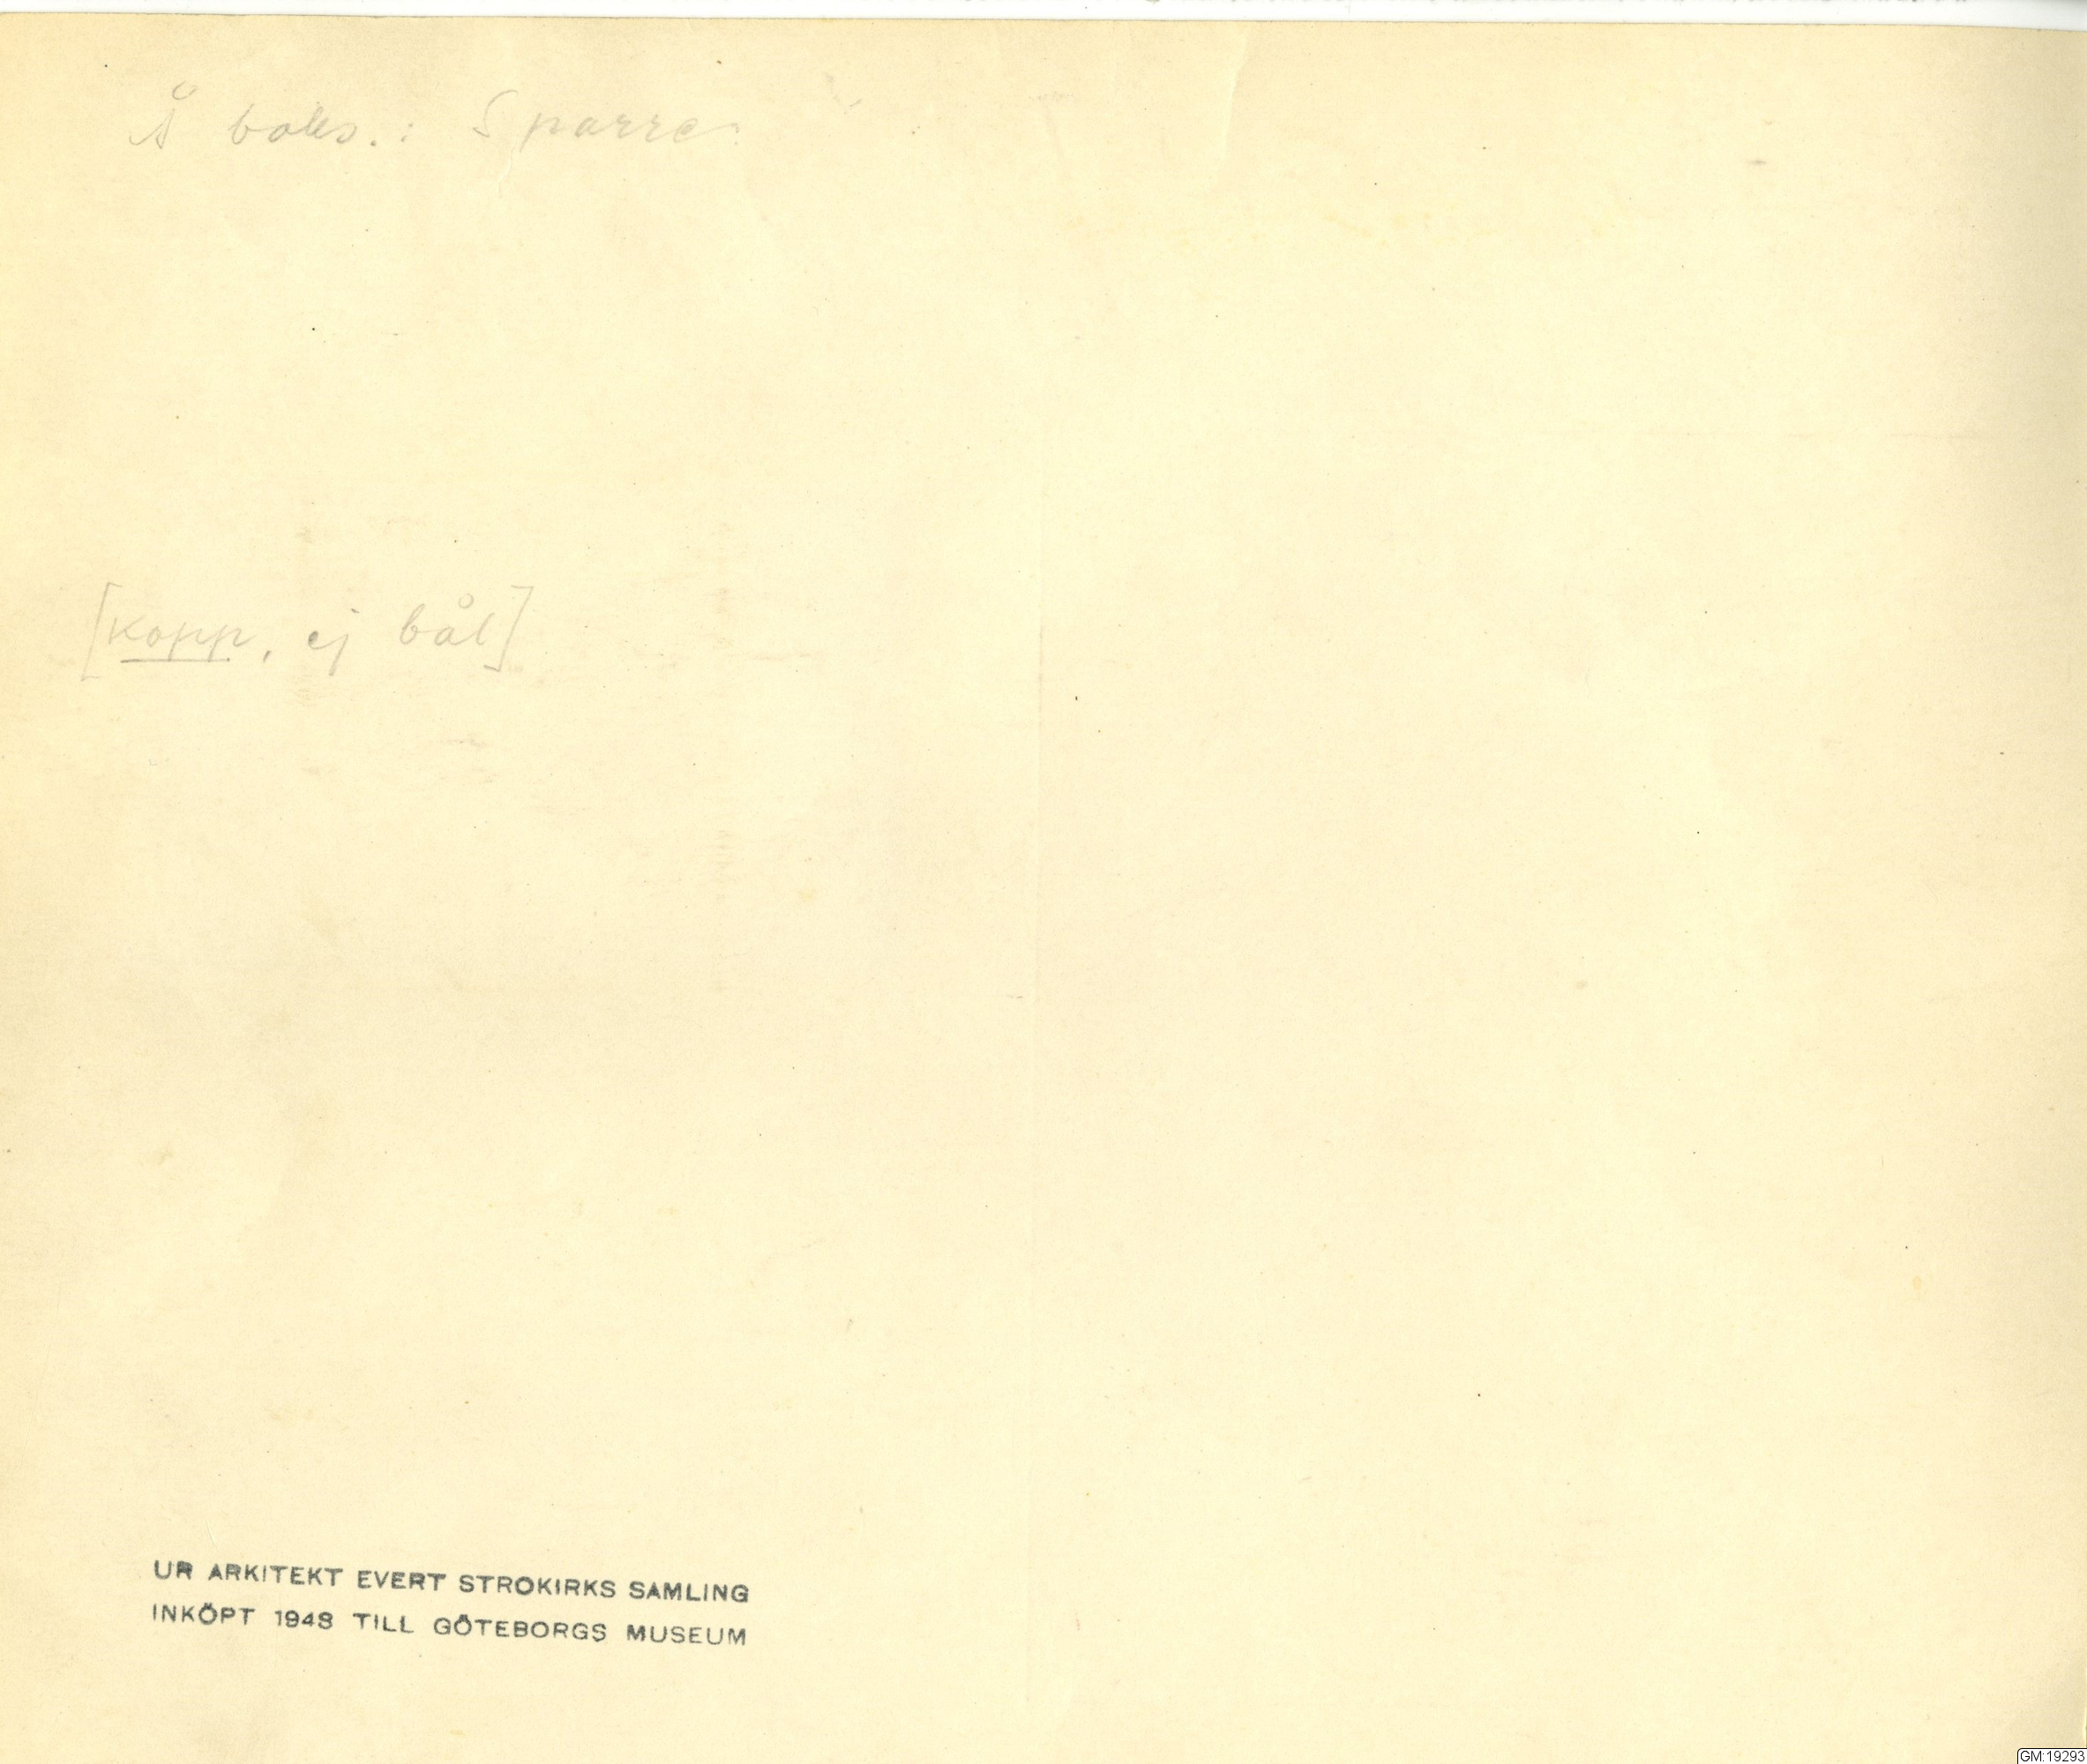 Å baks.: Sparre.
[kopp, ej bål]
UR ARKITEKT EVERT STROKIRKS SAMLING
INKÖPT 1948 TILL GÖTEBORGS MUSEUM
GM:19293